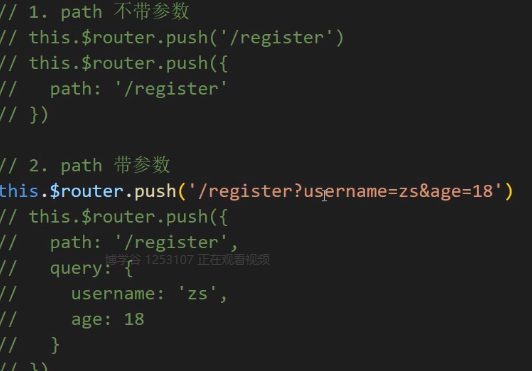 // 1. path 不带参数
// this.$router.push('/register')
// this.$router.push({
//   path: '/register'
// })
// 2. path 带参数
this.$router.push('/register?username=zs&age=18')
// this.$router.push({
//   path: '/register',
//   query: {
博学谷 1253107 正在观看视频
//     username: 'zs',
//     age: 18
//   }
// })